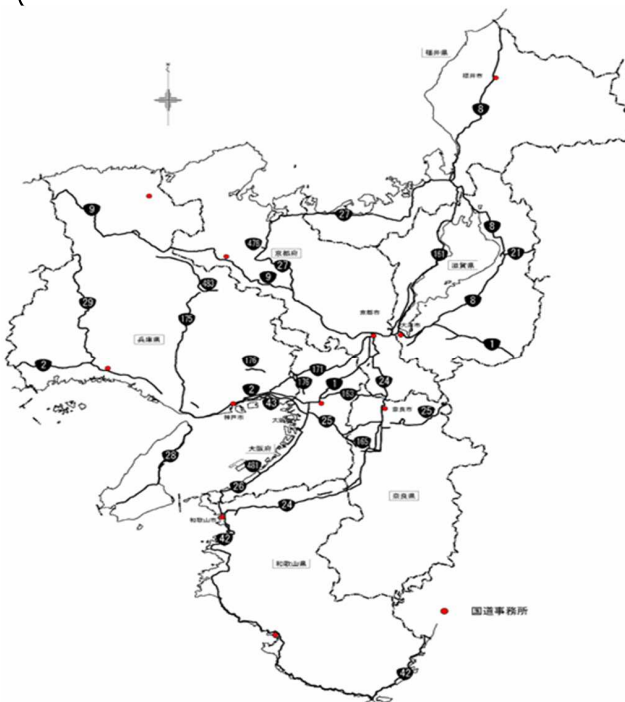 (
福井県
福井市
8
N
9
27
478
京都府
27
9
161
8
滋賀県
21
483
29
175
京都市
大津市
8
兵庫県
1
2
176
171
2
176
1
24
163
43
神戸市
奈良市
25
25
大阪府
165
28
481
26
奈良県
24
和歌山市
42
和歌山県
国道事務所
42